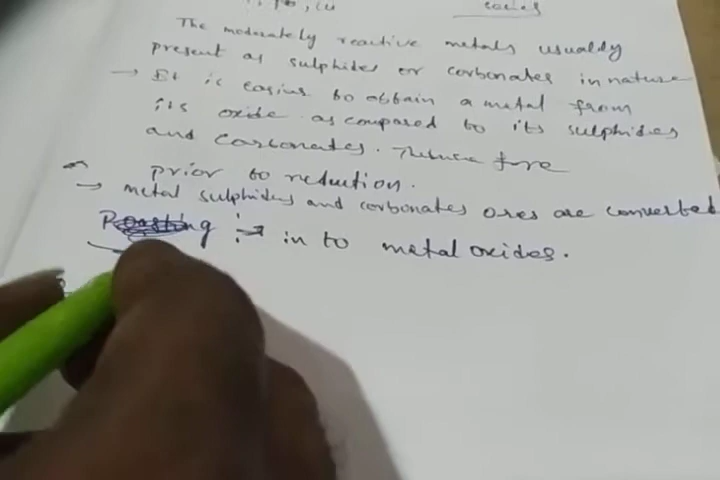 The moderately reactive metals usually
present as sulphides or carbonates in nature
→ It is easius to obtain a metal from
its oxide as compared to its sulphides
and carbonates.
prior to reduction.
→ metal sulphides and carbonates ores are converted
Roasting :→ in to metal oxides.